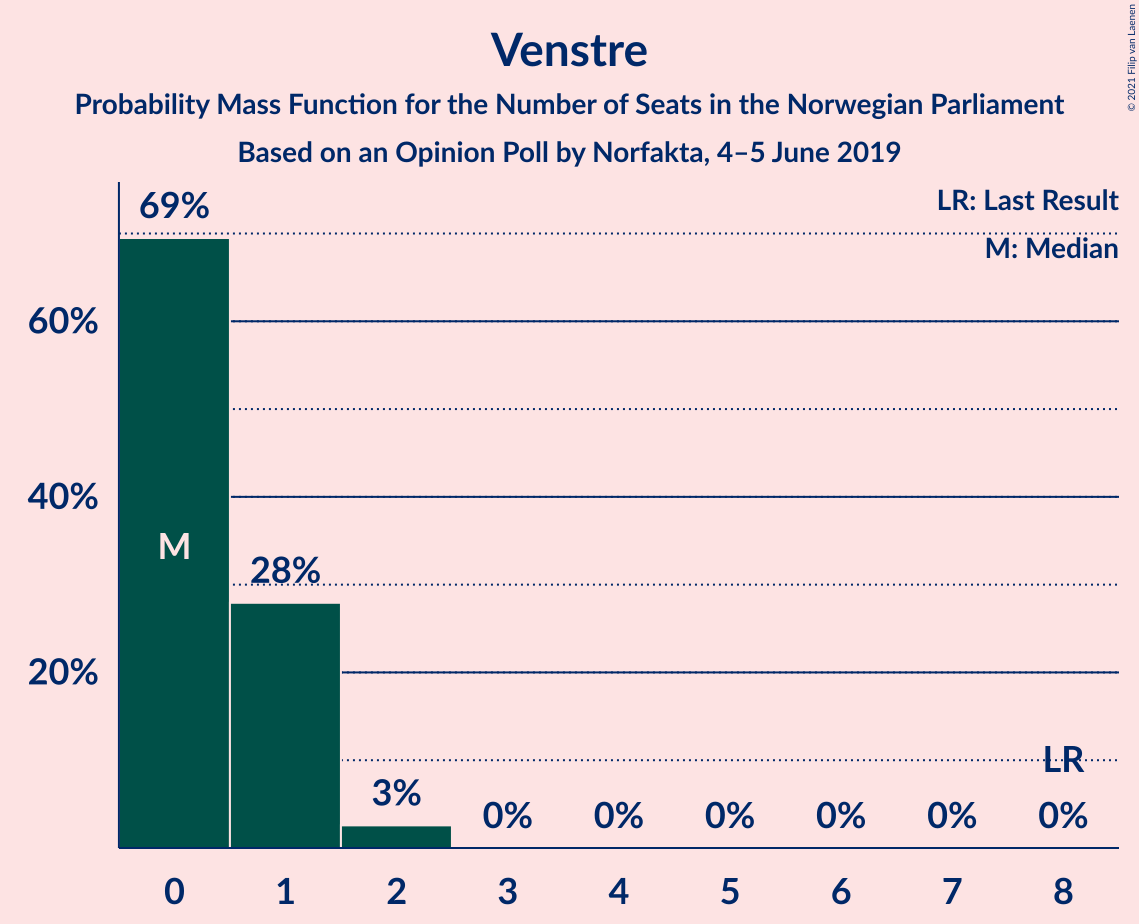 Venstre
Probability Mass Function for the Number of Seats in the Norwegian Parliament
Based on an Opinion Poll by Norfakta, 4–5 June 2019
© 2021 Filip van Laenen
LR: Last Result
M: Median
69%
60%
40%
M
28%
20%
LR
3%
0% 0% 0% 0% 0% 0%
0 1 2 3 4 5 6 7 8